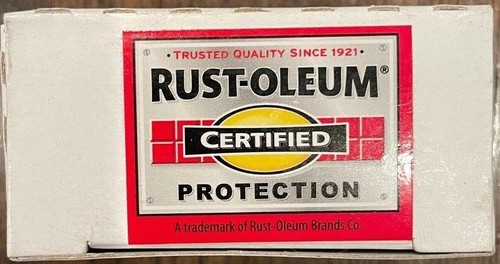 • TRUSTED QUALITY SINCE 1921 •
RUST-OLEUM®
CERTIFIED
PROTECTION
A trademark of Rust-Oleum Brands Co.